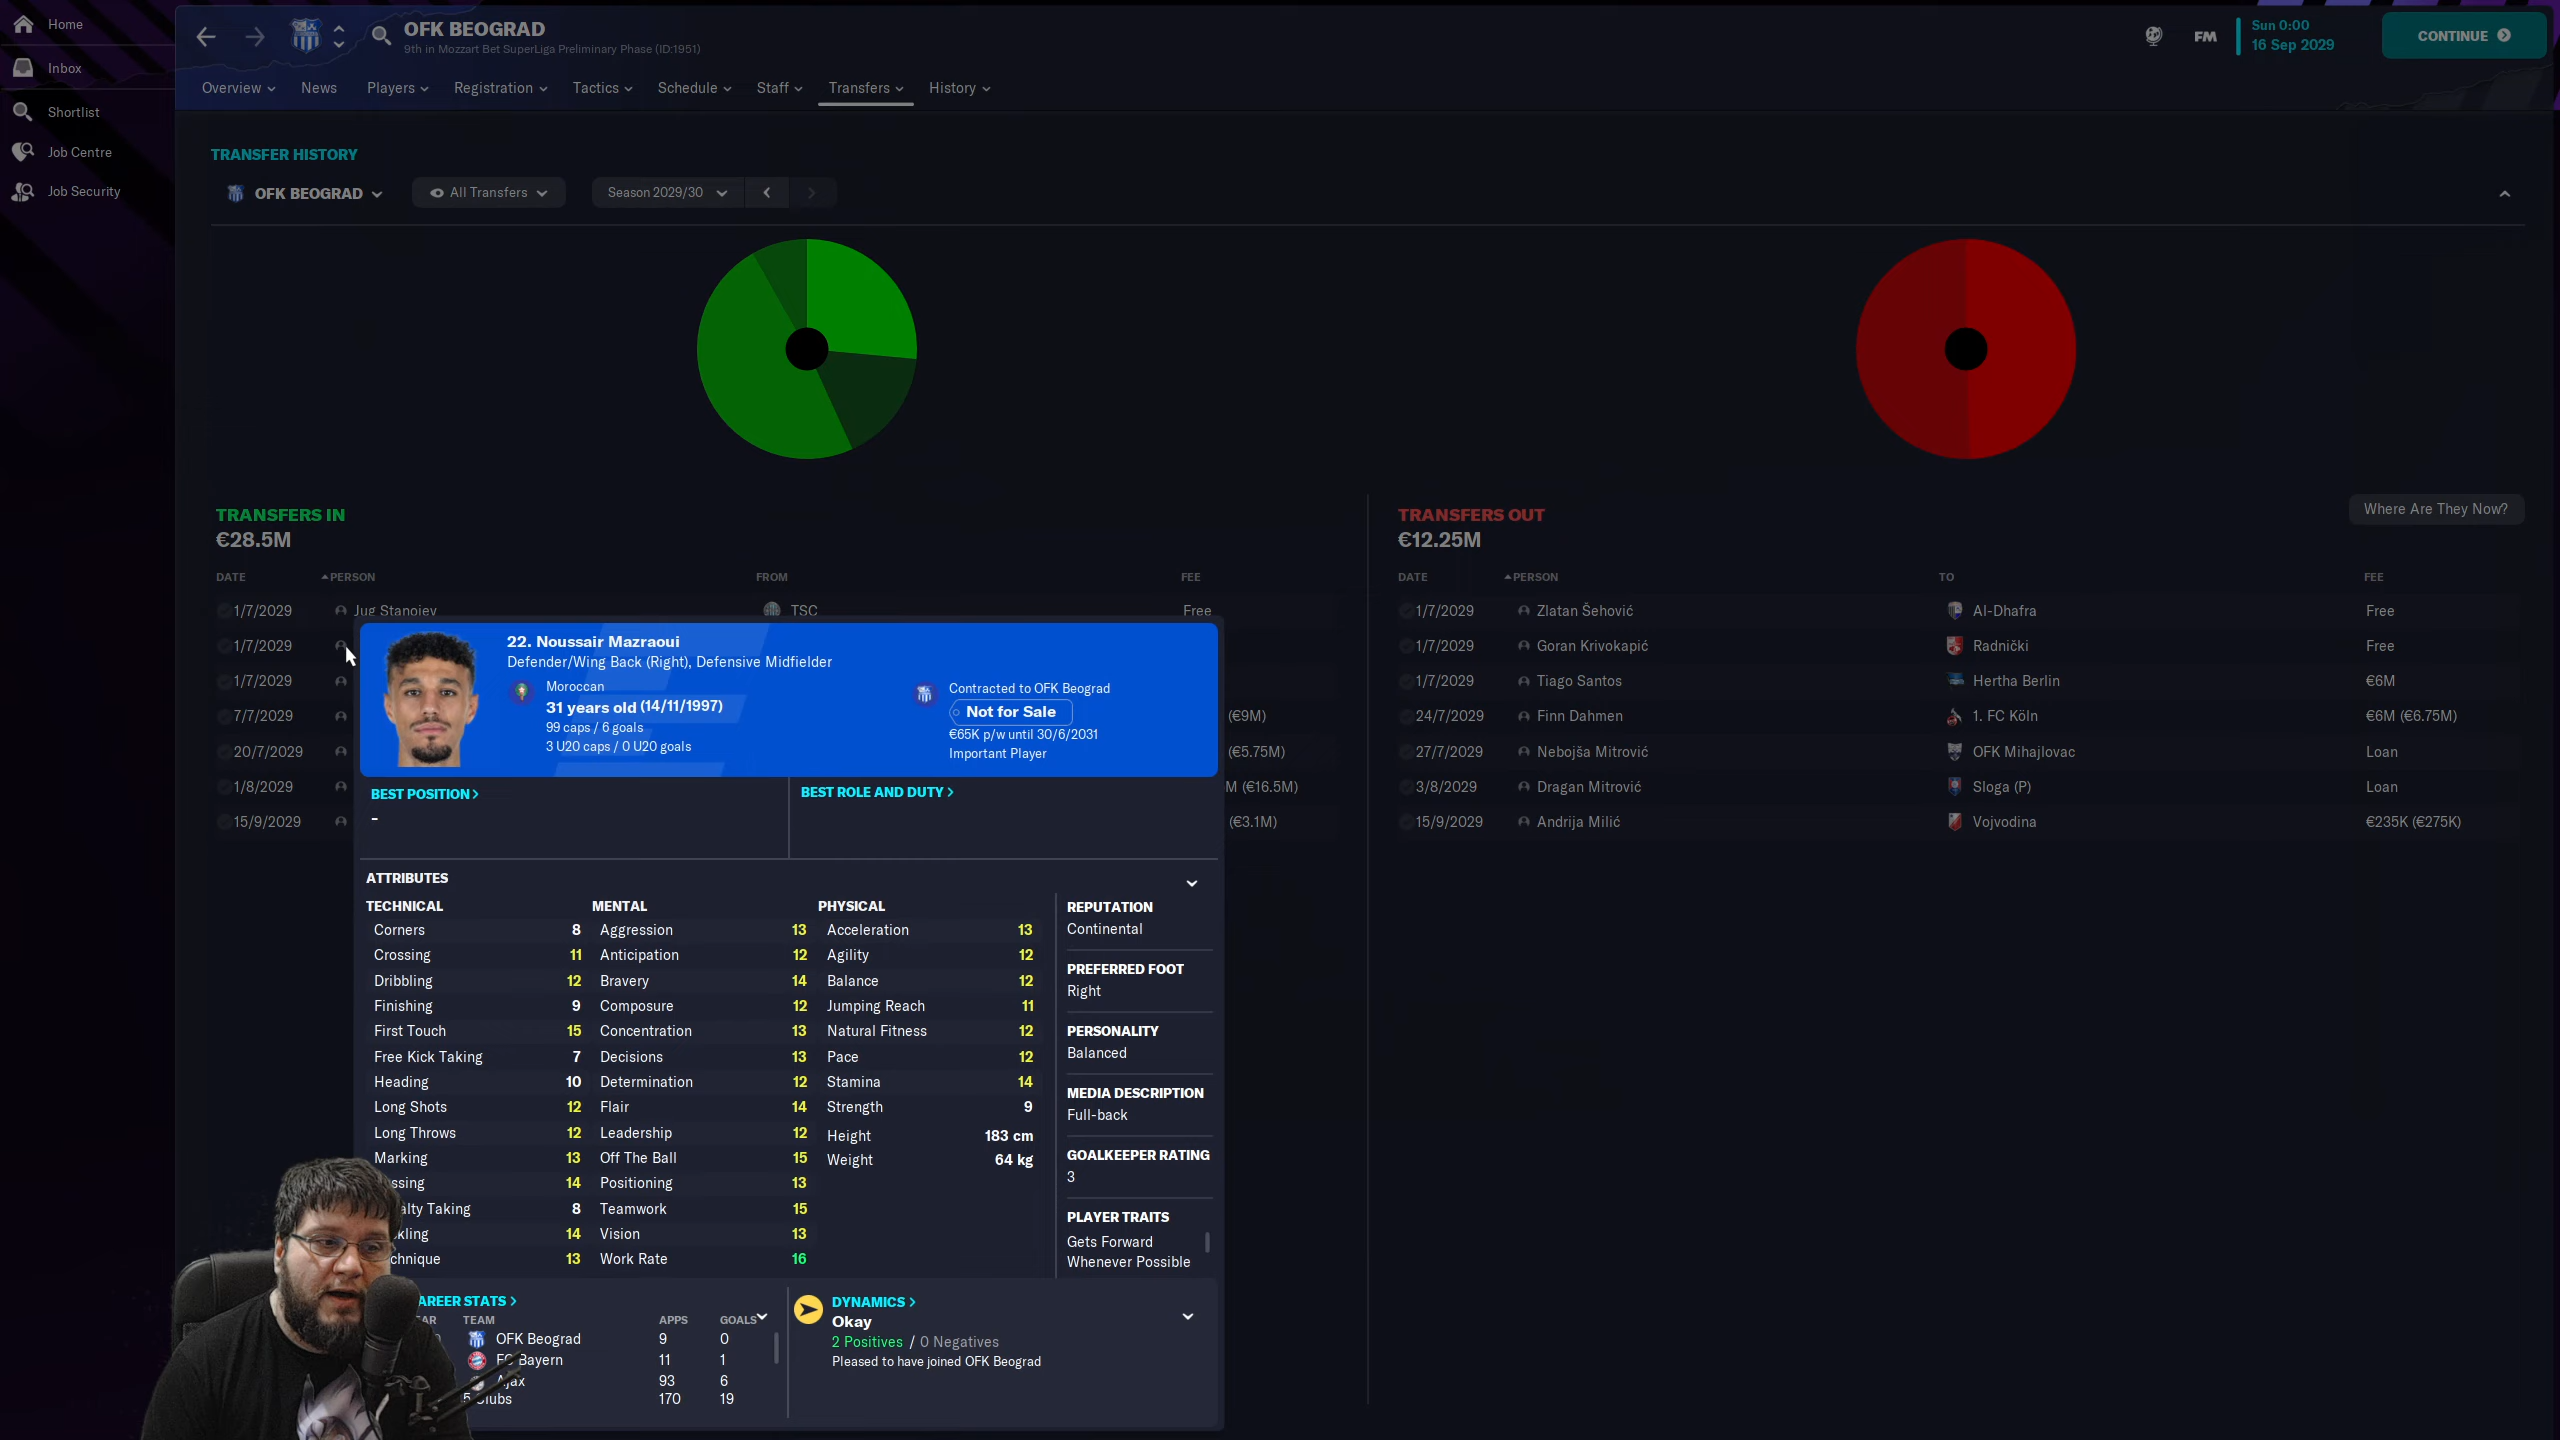 Home
Inbox
Shortlist
Job Centre
Job Security
OFK BEOGRAD
9th in Mozzart Bet SuperLiga Preliminary Phase (ID:1951)
FM
Sun 0:00
16 Sep 2029
CONTINUE
Overview
News
Players
Registration
Tactics
Schedule
Staff
Transfers
History
TRANSFER HISTORY
OFK BEOGRAD
All Transfers
Season 2029/30
TRANSFERS IN
€28.5M
DATE PERSON FROM FEE
1/7/2029 Jug Stanojev TSC Free
1/7/2029
1/7/2029
7/7/2029 (€9M)
20/7/2029 (€5.75M)
1/8/2029 M (€16.5M)
15/9/2029 (€3.1M)
TRANSFERS OUT
€12.25M
Where Are They Now?
DATE PERSON TO FEE
1/7/2029 Zlatan Šehović Al-Dhafra Free
1/7/2029 Goran Krivokapić Radnički Free
1/7/2029 Tiago Santos Hertha Berlin €6M
24/7/2029 Finn Dahmen 1. FC Köln €6M (€6.75M)
27/7/2029 Nebojša Mitrović OFK Mihajlovac Loan
3/8/2029 Dragan Mitrović Sloga (P) Loan
15/9/2029 Andrija Milić Vojvodina €235K (€275K)
22. Noussair Mazraoui
Defender/Wing Back (Right), Defensive Midfielder
Moroccan
31 years old (14/11/1997)
99 caps / 6 goals
3 U20 caps / 0 U20 goals
Contracted to OFK Beograd
Not for Sale
€65K p/w until 30/6/2031
Important Player
BEST POSITION
-
BEST ROLE AND DUTY
ATTRIBUTES
TECHNICAL
Corners 8
Crossing 11
Dribbling 12
Finishing 9
First Touch 15
Free Kick Taking 7
Heading 10
Long Shots 12
Long Throws 12
Marking 13
ssing 14
alty Taking 8
kling 14
chnique 13
MENTAL
Aggression 13
Anticipation 12
Bravery 14
Composure 12
Concentration 13
Decisions 13
Determination 12
Flair 14
Leadership 12
Off The Ball 15
Positioning 13
Teamwork 15
Vision 13
Work Rate 16
PHYSICAL
Acceleration 13
Agility 12
Balance 12
Jumping Reach 11
Natural Fitness 12
Pace 12
Stamina 14
Strength 9
Height 183 cm
Weight 64 kg
REPUTATION
Continental
PREFERRED FOOT
Right
PERSONALITY
Balanced
MEDIA DESCRIPTION
Full-back
GOALKEEPER RATING
3
PLAYER TRAITS
Gets Forward
Whenever Possible
AREER STATS
AR TEAM APPS GOALS
OFK Beograd 9 0
FC Bayern 11 1
Ajax 93 6
5 Clubs 170 19
DYNAMICS
Okay
2 Positives / 0 Negatives
Pleased to have joined OFK Beograd